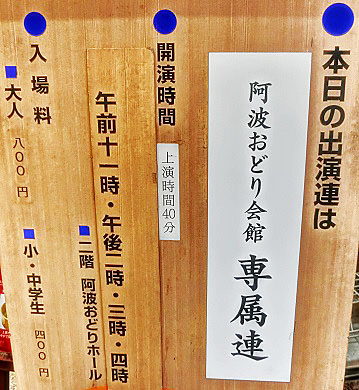 本日の出演連は
阿波おどり会館 専属連
開演時間
上演時間40分
午前十一時・午後二時・三時・四時
二階 阿波おどりホール
入場料
大人 八〇〇円
小・中学生 四〇〇円